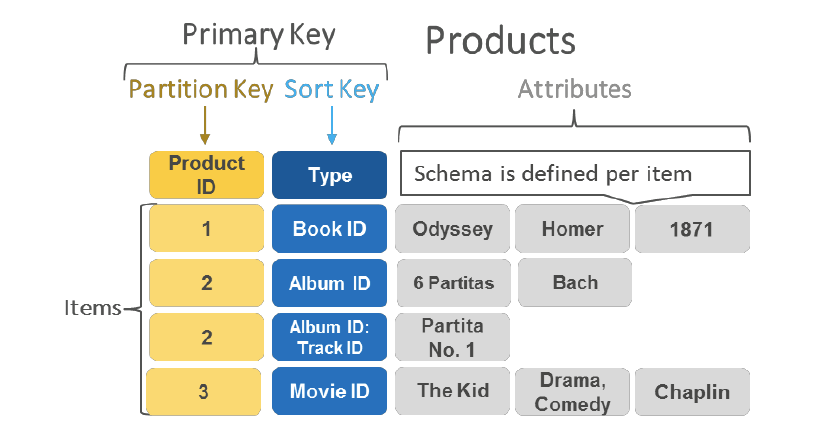 Primary Key
Products
Partition Key
Sort Key
Attributes
Product
ID
Type
Schema is defined per item
1
Book ID
Odyssey
Homer
1871
2
Album ID
6 Partitas
Bach
Items
2
Album ID:
Track ID
Partita
No. 1
3
Movie ID
The Kid
Drama,
Comedy
Chaplin